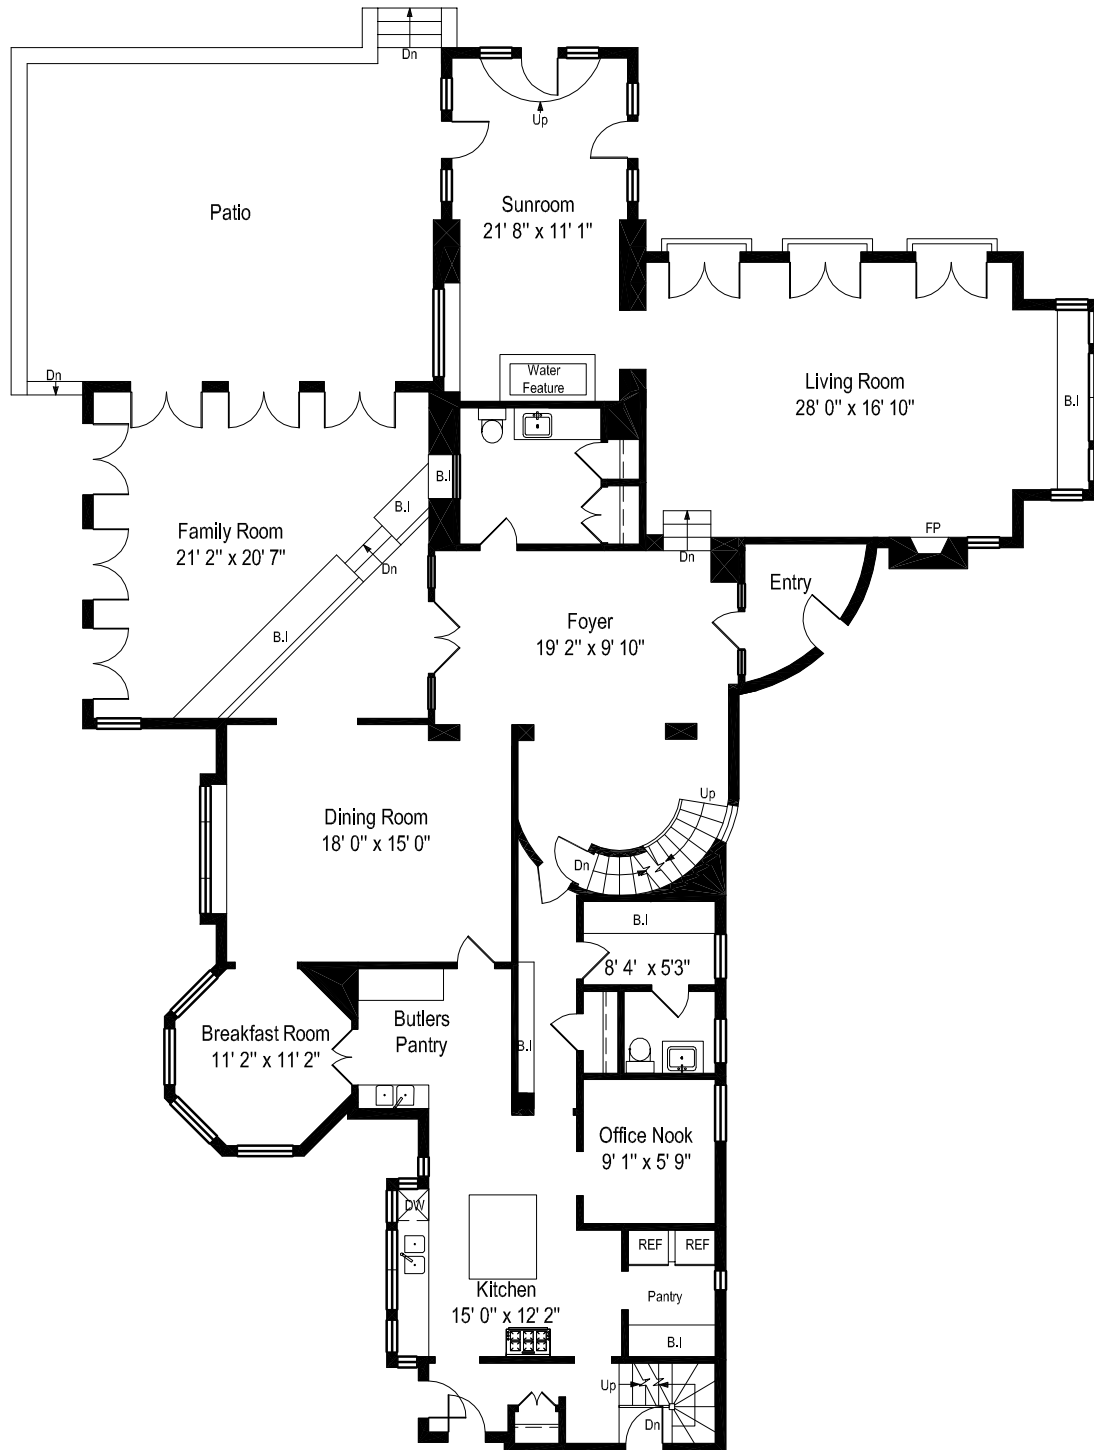 Dn
Up
Patio
Sunroom
21' 8" x 11' 1"
Dn
Water
Feature
Living Room
28' 0" x 16' 10"
B.I
B.I
B.I
Family Room
21' 2" x 20' 7"
Dn
B.I
FP
Dn
Entry
Foyer
19' 2" x 9' 10"
Up
Dining Room
18' 0" x 15' 0"
Dn
B.I
8' 4' x 5'3"
Breakfast Room
11' 2" x 11' 2"
Butlers
Pantry
B.I
Office Nook
9' 1" x 5' 9"
DW
REF
REF
Kitchen
15' 0" x 12' 2"
Pantry
B.I
Up
Dn